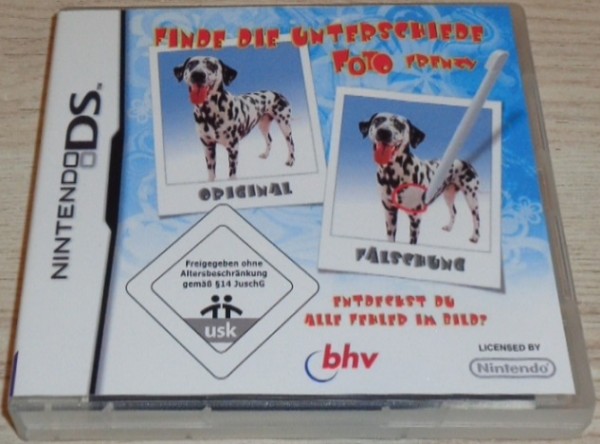 NINTENDO DS™
FINDE DIE UNTERSCHIEDE
FOTO FRENZY
ORIGINAL
FÄLSCHUNG
Freigegeben ohne
Altersbeschränkung
gemäß §14 JuschG
usk
ENTDECKST DU
ALLE FEHLER IM BILD?
bhv
LICENSED BY
Nintendo